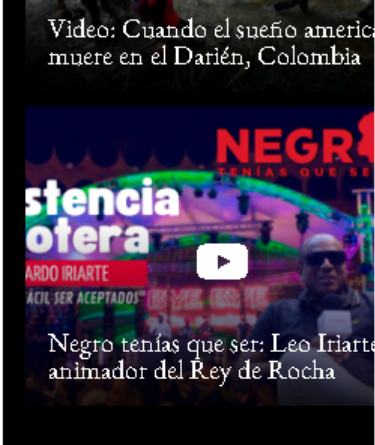 Video: Cuando el sueño americ
muere en el Darién, Colombia
NEGR
TENÍAS QUE SE
stencia
otera
ARDO IRIARTE
ÁCIL SER ACEPTADOS"
Negro tenías que ser: Leo Iriarte
animador del Rey de Rocha